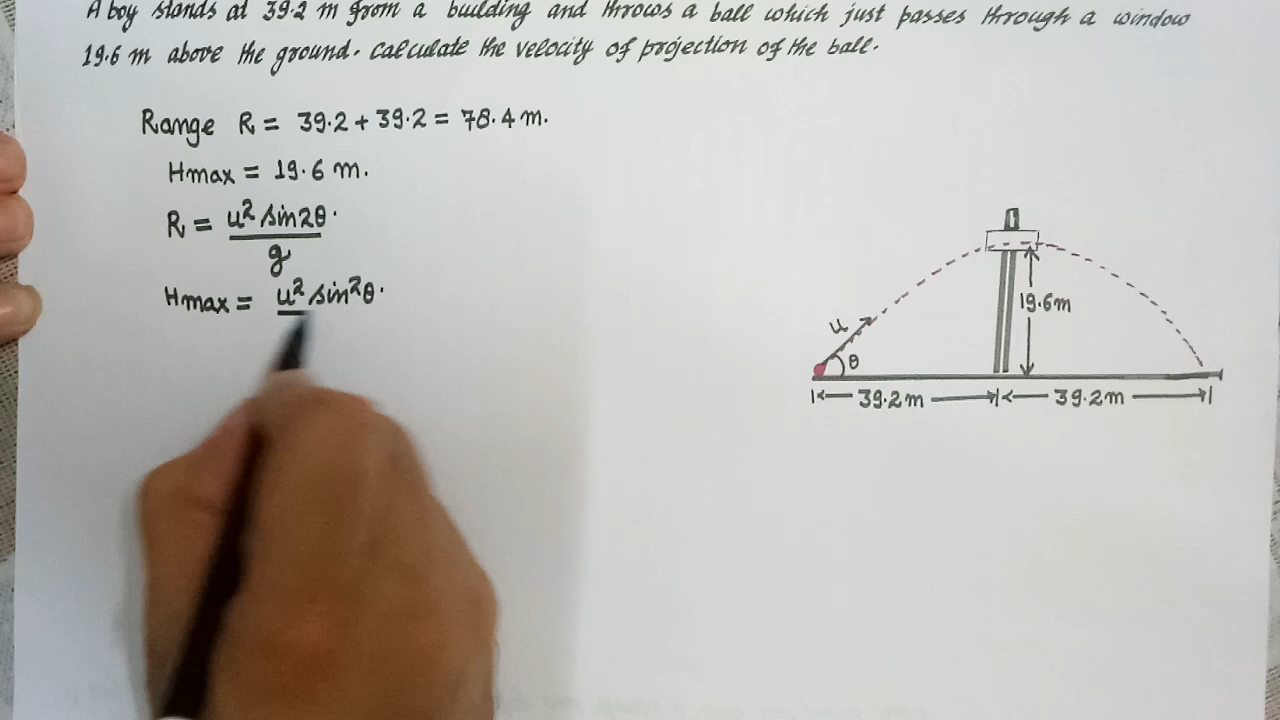 A boy stands at 39.2 m from a building and throws a ball which just passes through a window
19.6 m above the ground. Calculate the velocity of projection of the ball.
Range R = 39.2 + 39.2 = 78.4 m.
Hmax = 19.6 m.
R = u² sin2θ
g
Hmax = u² sin²θ
u
θ
19.6m
39.2m
39.2m